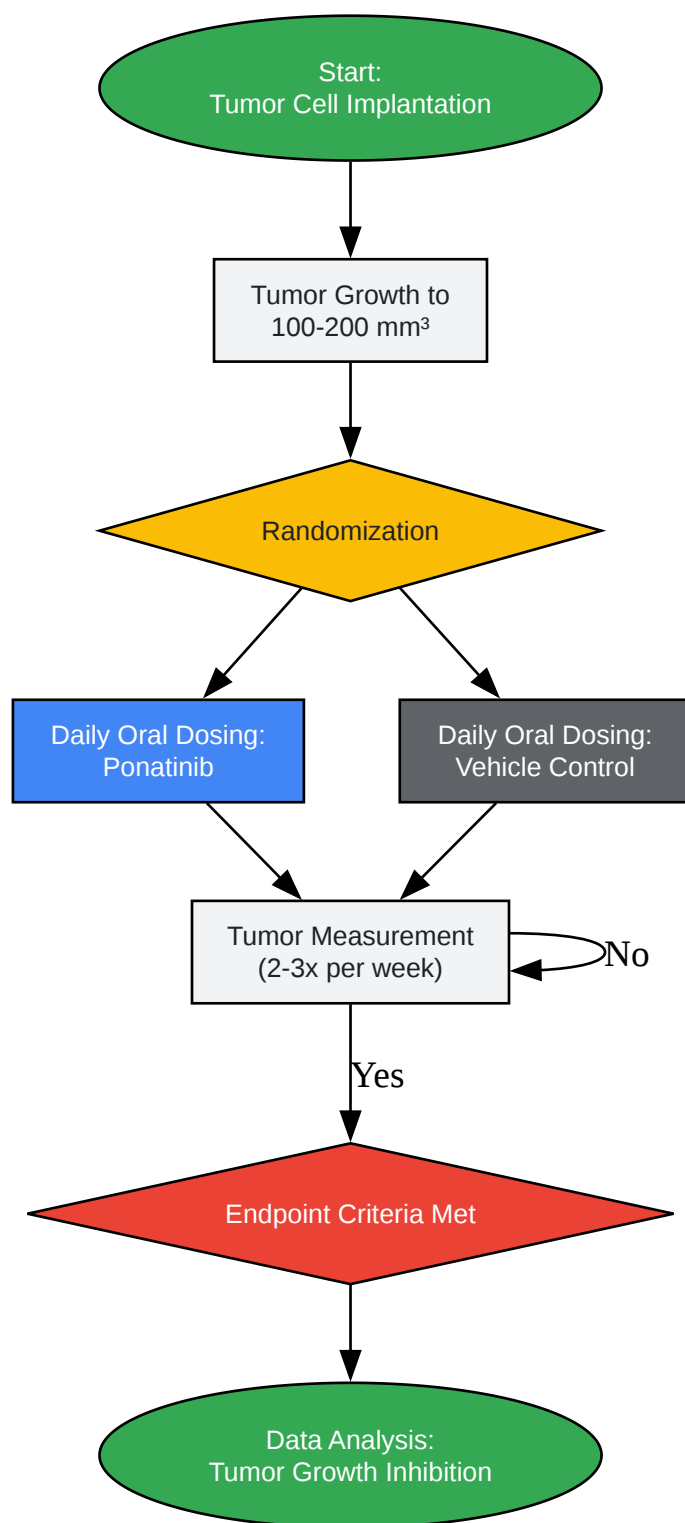 Start:
Tumor Cell Implantation
Tumor Growth to
100-200 mm³
Randomization
Daily Oral Dosing:
Ponatinib
Daily Oral Dosing:
Vehicle Control
Tumor Measurement
(2-3x per week)
No
Yes
Endpoint Criteria Met
Data Analysis:
Tumor Growth Inhibition